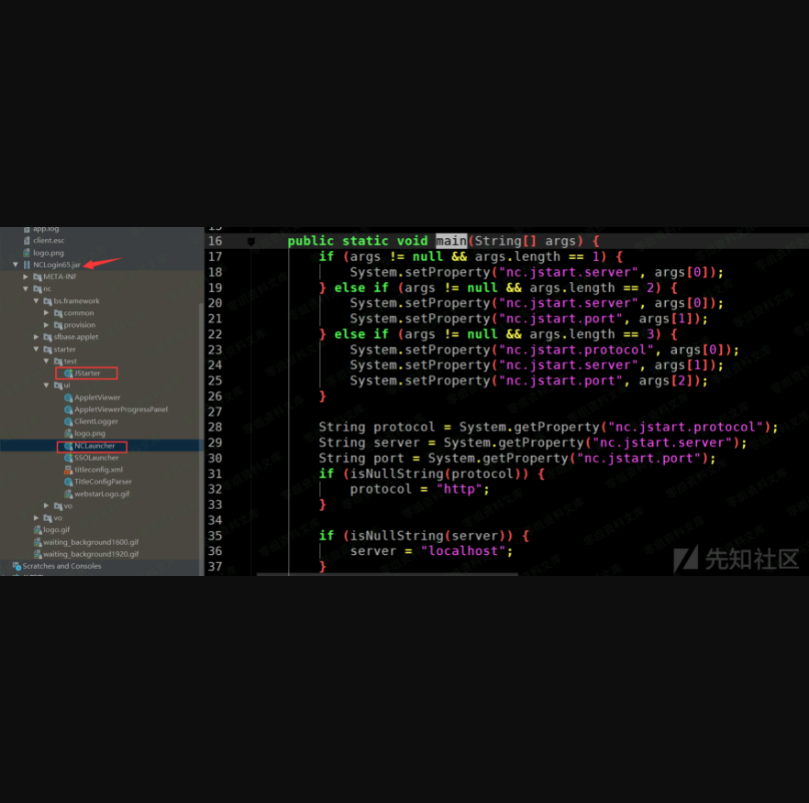 app.log
client.esc
logo.png
NCLogin65.jar
META-INF
nc
bs.framework
common
provision
sfbase.applet
starter
test
JStarter
ui
AppletViewer
AppletViewerProgressPanel
ClientLogger
logo.png
NCLauncher
SSOLauncher
titleconfig.xml
TitleConfigParser
webstarLogo.gif
vo
vo
logo.gif
waiting_background1600.gif
waiting_background1920.gif
Scratches and Consoles
16 public static void main(String[] args) {
17 if (args != null && args.length == 1) {
18 System.setProperty("nc.jstart.server", args[0]);
19 } else if (args != null && args.length == 2) {
20 System.setProperty("nc.jstart.server", args[0]);
21 System.setProperty("nc.jstart.port", args[1]);
22 } else if (args != null && args.length == 3) {
23 System.setProperty("nc.jstart.protocol", args[0]);
24 System.setProperty("nc.jstart.server", args[1]);
25 System.setProperty("nc.jstart.port", args[2]);
26 }
27
28 String protocol = System.getProperty("nc.jstart.protocol");
29 String server = System.getProperty("nc.jstart.server");
30 String port = System.getProperty("nc.jstart.port");
31 if (isNullString(protocol)) {
32 protocol = "http";
33 }
34
35 if (isNullString(server)) {
36 server = "localhost";
37 }
先知社区